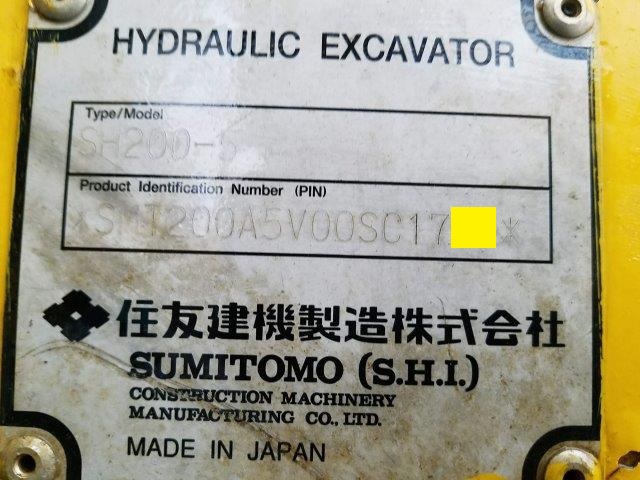 HYDRAULIC EXCAVATOR
Type/Model
SH200-5
Product Identification Number (PIN)
*SMT200A5V00SC17 *
住友建機製造株式会社
SUMITOMO (S.H.I.)
CONSTRUCTION MACHINERY
MANUFACTURING CO., LTD.
MADE IN JAPAN